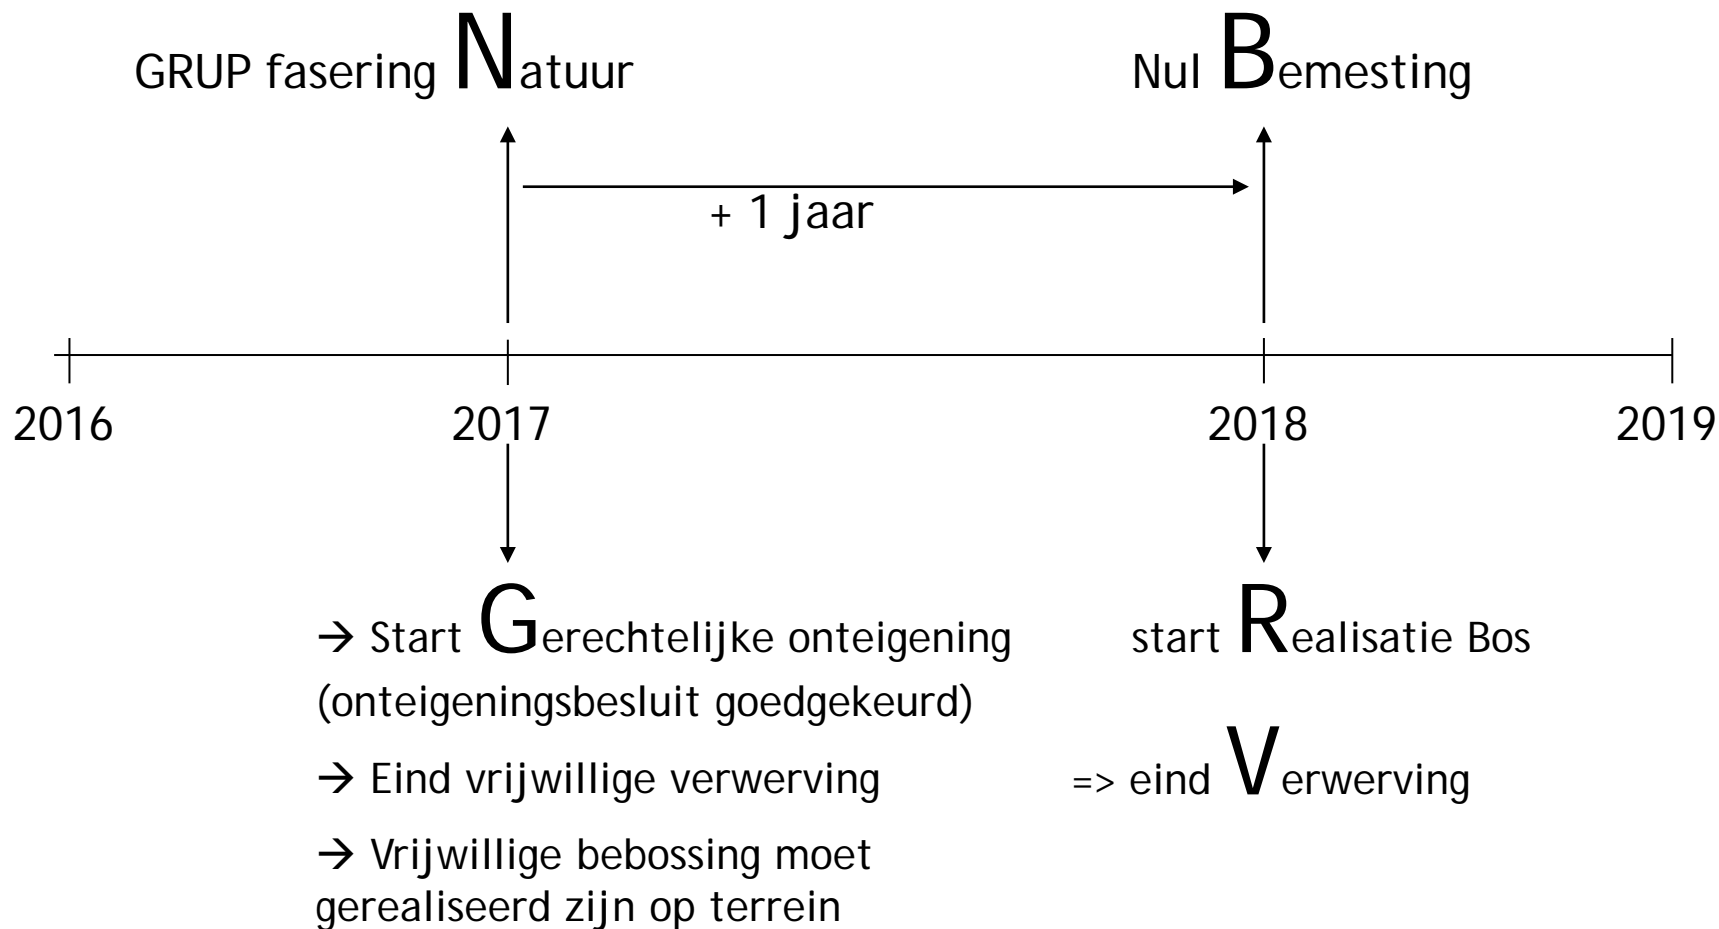 GRUP fasering Natuur
Nul Bemesting
+ 1 jaar
2016
2017
2018
2019
→ Start Gerechtelijke onteigening
(onteigeningsbesluit goedgekeurd)
→ Eind vrijwillige verwerving
→ Vrijwillige bebossing moet
gerealiseerd zijn op terrein
start Realisatie Bos
=> eind Verwerving